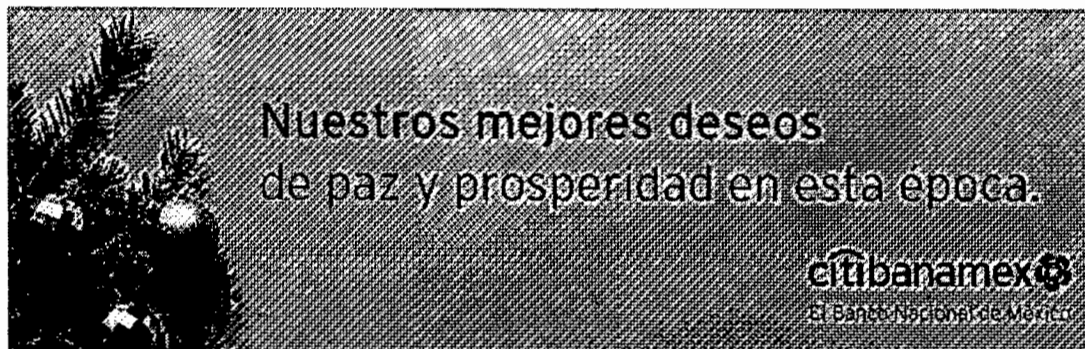 Nuestros mejores deseos
de paz y prosperidad en esta época.
citibanamex
El Banco Nacional de México